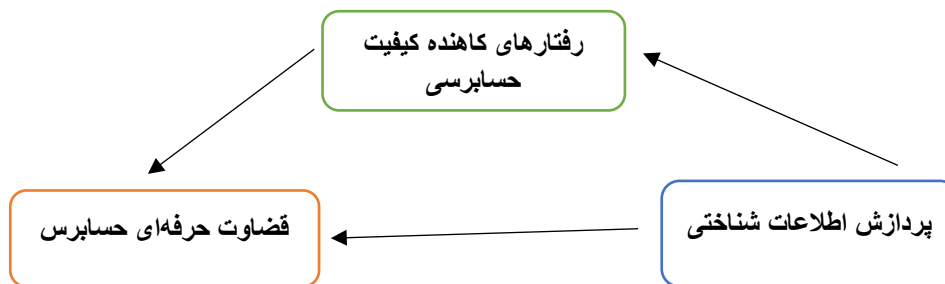 رفتارهای کاهنده کیفیت
حسابرسی
پردازش اطلاعات شناختی
قضاوت حرفه‌ای حسابرس